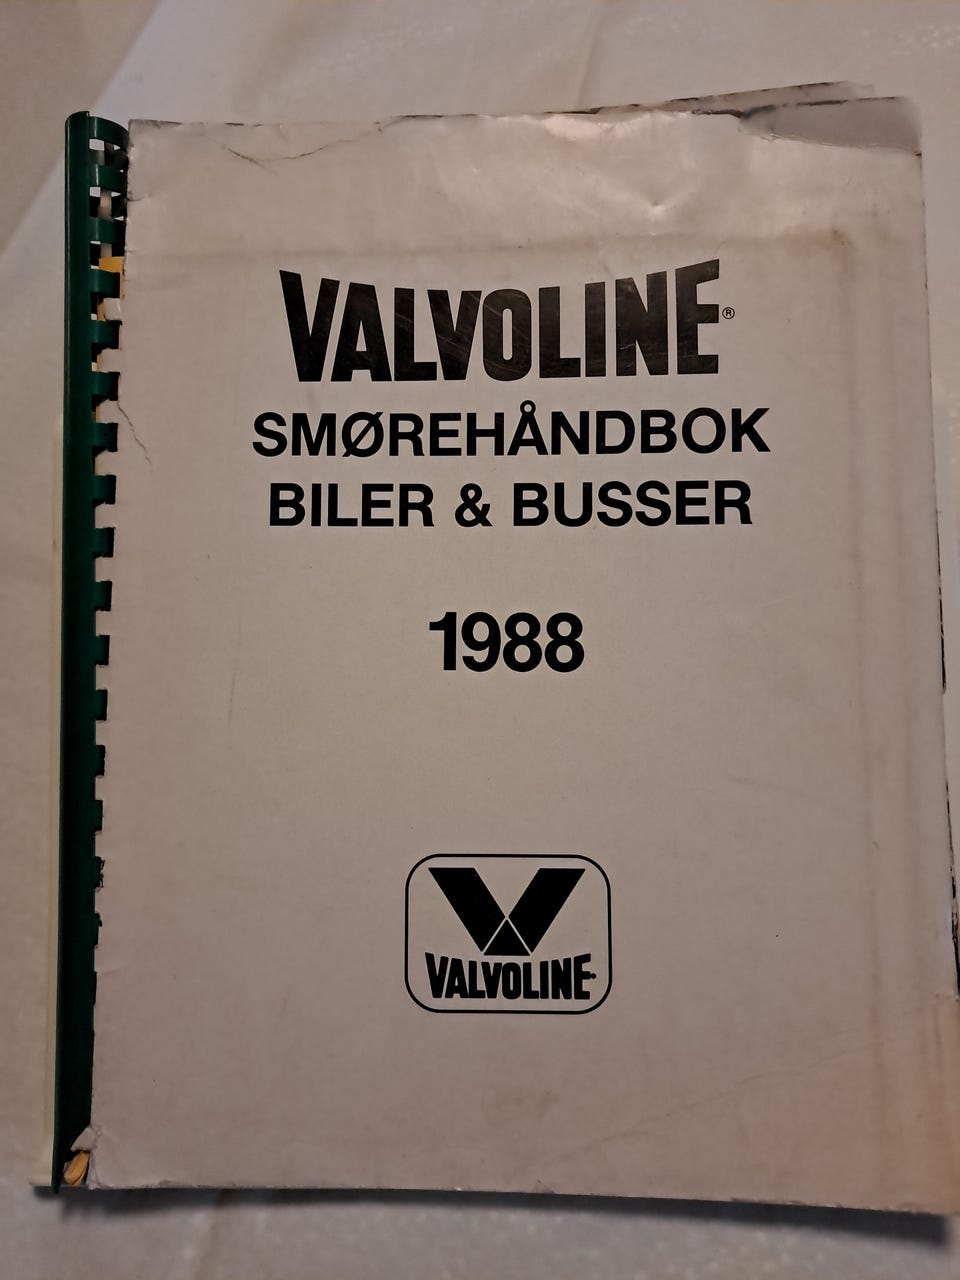 VALVOLINE®
SMØREHÅNDBOK
BILER & BUSSER
1988
VALVOLINE